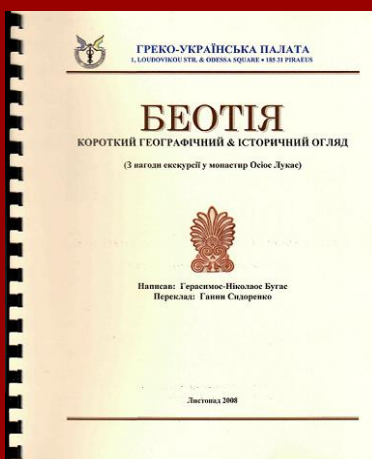 ГРЕКО-УКРАЇНСЬКА ПАЛАТА
1, LOUDOVIKOU STR. & ODESSA SQUARE • 185 31 PIRAEUS
БЕОТІЯ
КОРОТКИЙ ГЕОГРАФІЧНИЙ & ІСТОРИЧНИЙ ОГЛЯД
(З нагоди екскурсії у монастир Осіос Лукас)
Написав: Герасимос-Ніколаос Бугас
Переклад: Ганни Сидоренко
Листопад 2008